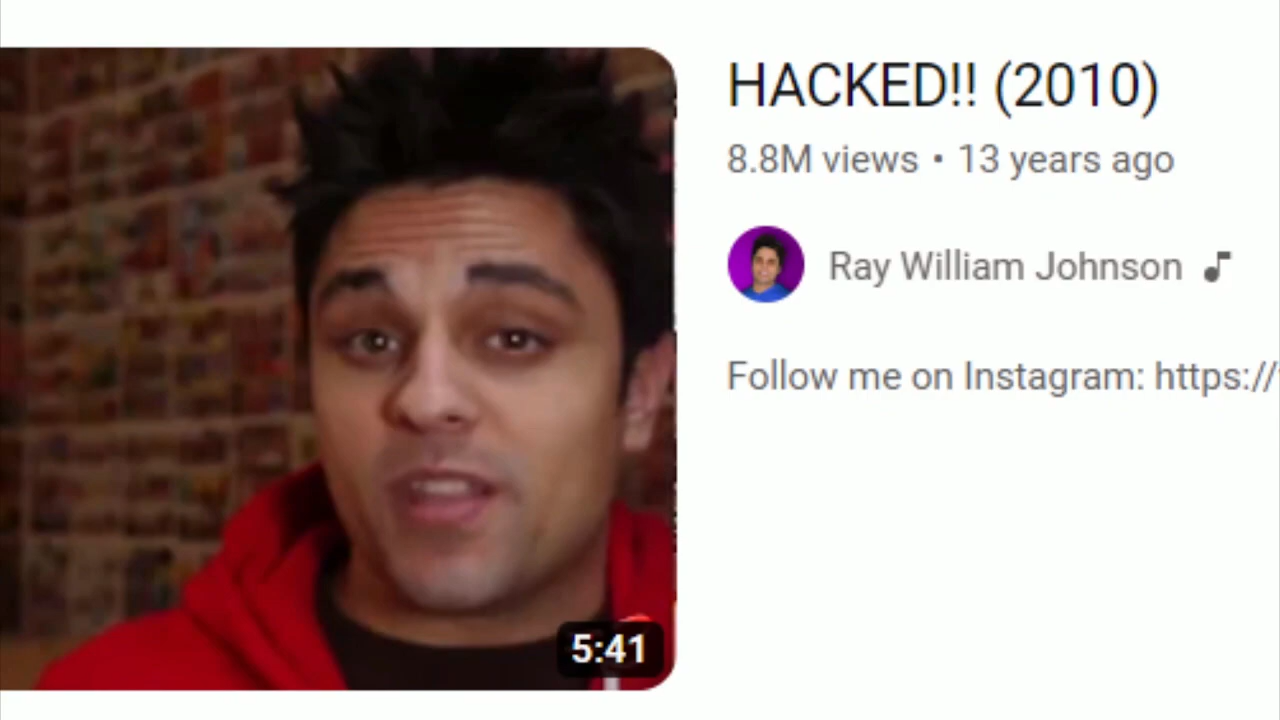 HACKED!! (2010)
8.8M views • 13 years ago
Ray William Johnson
Follow me on Instagram: https://
5:41